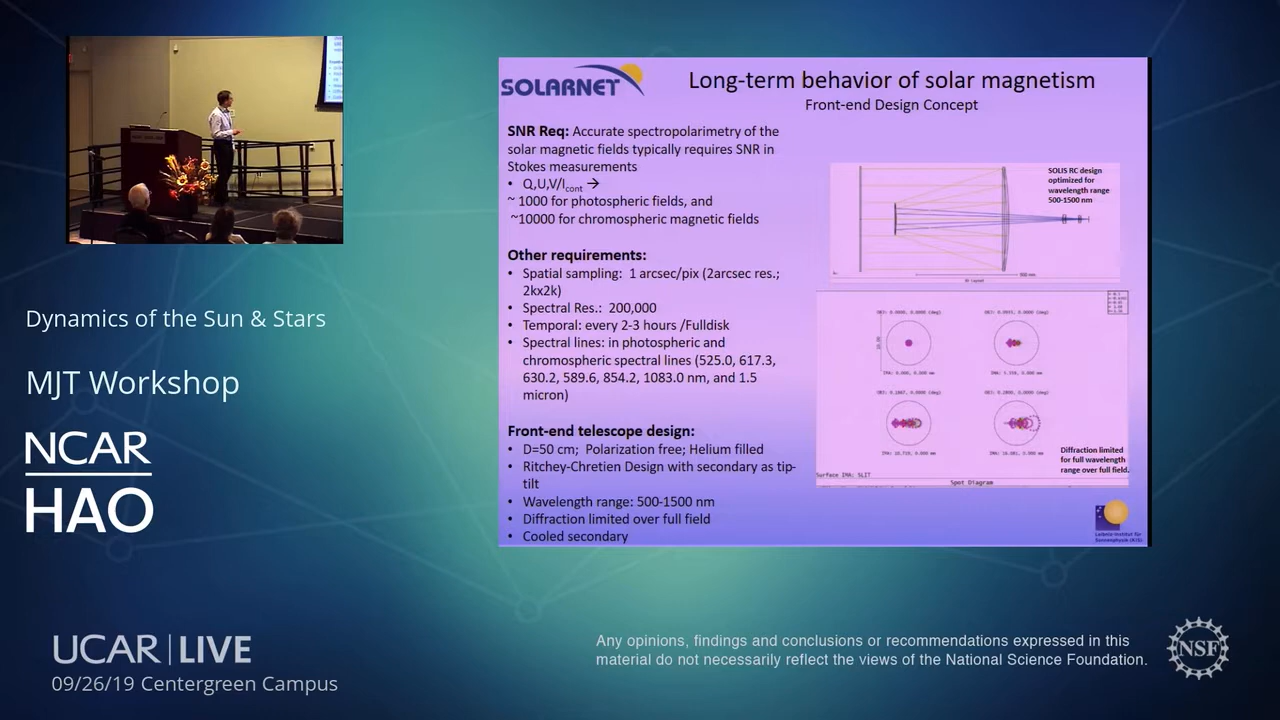 SOLARNET
Long-term behavior of solar magnetism
Front-end Design Concept
SNR Req: Accurate spectropolarimetry of the
solar magnetic fields typically requires SNR in
Stokes measurements
• Q,U,V/Icont →
~ 1000 for photospheric fields, and
~10000 for chromospheric magnetic fields
Other requirements:
• Spatial sampling: 1 arcsec/pix (2arcsec res.;
2kx2k)
• Spectral Res.: 200,000
• Temporal: every 2-3 hours /Fulldisk
• Spectral lines: in photospheric and
chromospheric spectral lines (525.0, 617.3,
630.2, 589.6, 854.2, 1083.0 nm, and 1.5
micron)
Front-end telescope design:
• D=50 cm; Polarization free; Helium filled
• Ritchey-Chretien Design with secondary as tip-
tilt
• Wavelength range: 500-1500 nm
• Diffraction limited over full field
• Cooled secondary
SOLIS RC design
optimized for
wavelength range
500-1500 nm
Surface IMA: SLIT
Spot Diagram
Diffraction limited
for full wavelength
range over full field.
Leibniz-Institut für
Sonnenphysik (KIS)
Dynamics of the Sun & Stars
MJT Workshop
NCAR
HAO
UCAR | LIVE
09/26/19 Centergreen Campus
Any opinions, findings and conclusions or recommendations expressed in this
material do not necessarily reflect the views of the National Science Foundation.
NSF